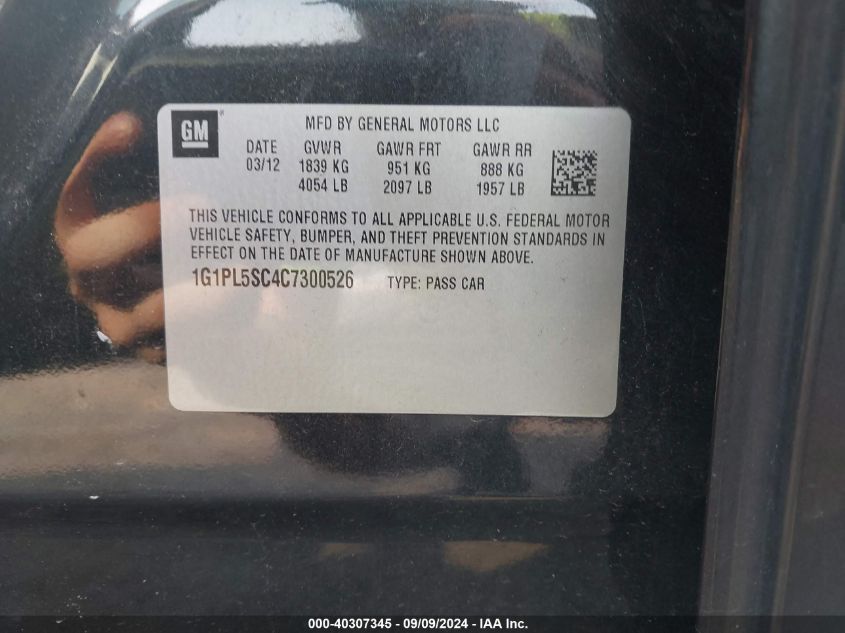 GM
MFD BY GENERAL MOTORS LLC
DATE GVWR GAWR FRT GAWR RR
03/12 1839 KG 951 KG 888 KG
4054 LB 2097 LB 1957 LB
THIS VEHICLE CONFORMS TO ALL APPLICABLE U.S. FEDERAL MOTOR
VEHICLE SAFETY, BUMPER, AND THEFT PREVENTION STANDARDS IN
EFFECT ON THE DATE OF MANUFACTURE SHOWN ABOVE.
1G1PL5SC4C7300526 TYPE: PASS CAR
000-40307345 - 09/09/2024 - IAA Inc.